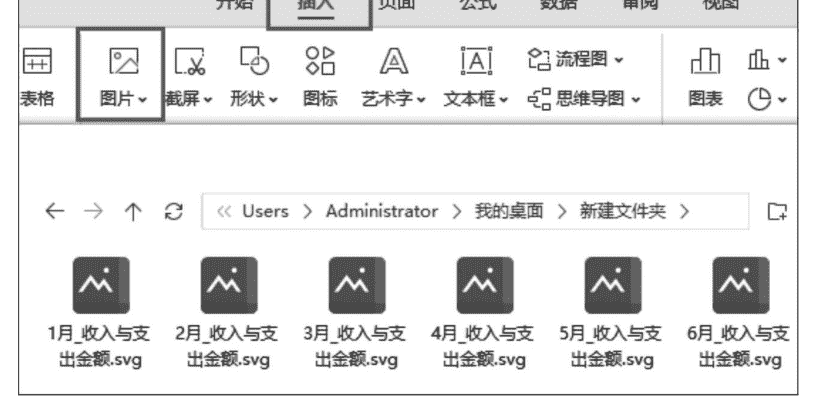 开始 插入 页面 公式 数据 审阅 视图
流程图
表格 图片 截屏 形状 图标 艺术字 文本框 思维导图 图表
« Users > Administrator > 我的桌面 > 新建文件夹 >
1月_收入与支 2月_收入与支 3月_收入与支 4月_收入与支 5月_收入与支 6月_收入与支
出金额.svg 出金额.svg 出金额.svg 出金额.svg 出金额.svg 出金额.svg